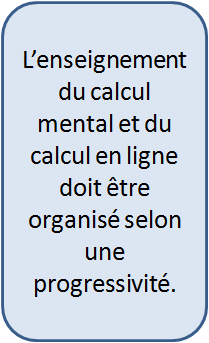 L’enseignement
du calcul
mental et du
calcul en ligne
doit être
organisé selon
une
progressivité.